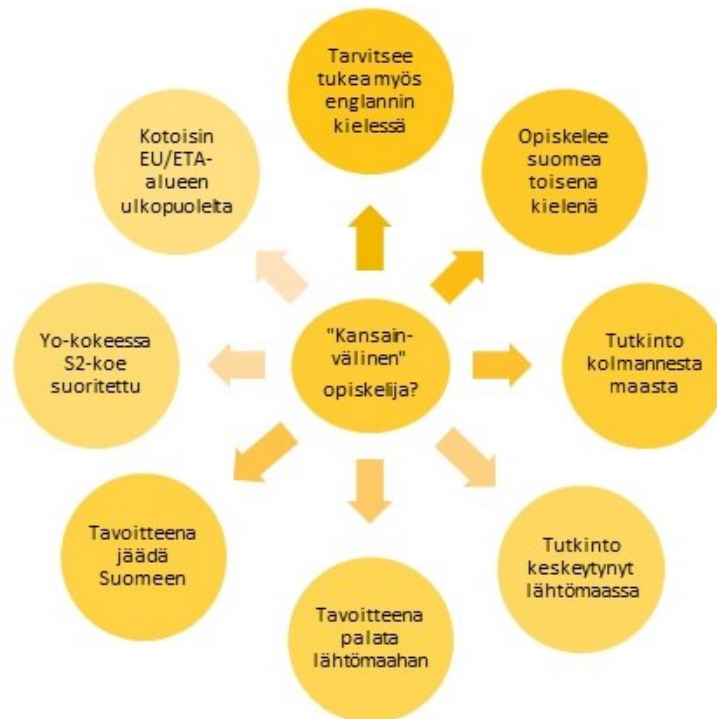 Tarvitsee
tukea myös
englannin
kielessä
Opiskelee
suomea
toisena
kielenä
Tutkinto
kolmannesta
maasta
Tutkinto
keskeytynyt
lähtömaassa
Tavoitteena
palata
lähtömaahan
Tavoitteena
jäädä
Suomeen
Yo-kokeessa
S2-koe
suoritettu
Kotoisin
EU/ETA-
alueen
ulkopuolelta
"Kansain-
välinen"
opiskelija?